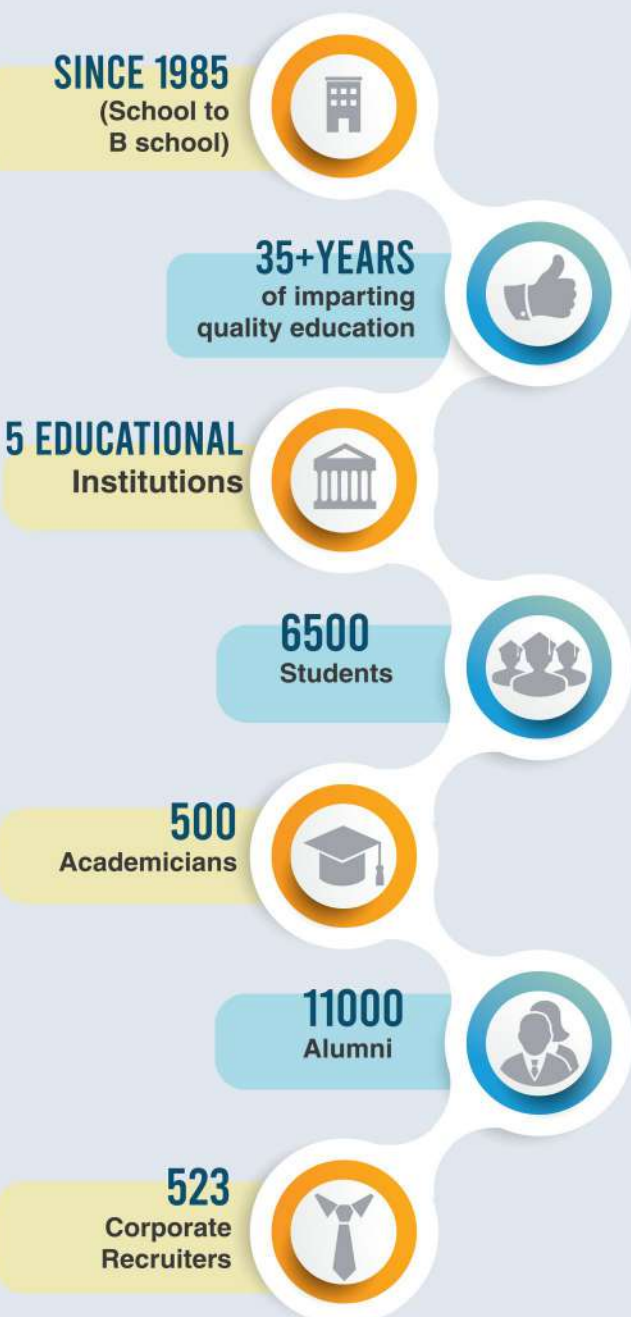 SINCE 1985
(School to
B school)
35+YEARS
of imparting
quality education
5 EDUCATIONAL
Institutions
6500
Students
500
Academicians
11000
Alumni
523
Corporate
Recruiters